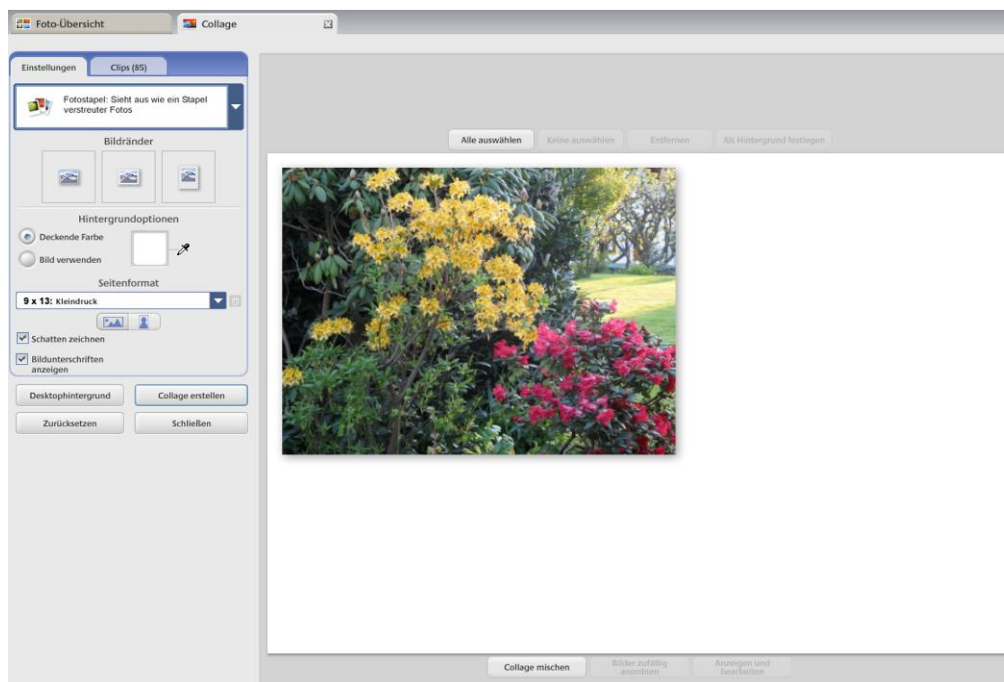 Foto-Übersicht
Collage
Einstellungen
Clips (85)
Fotostapel: Sieht aus wie ein Stapel
verstreuter Fotos
Bildränder
Hintergrundoptionen
Deckende Farbe
Bild verwenden
Seitenformat
9 x 13: Kleindruck
Schatten zeichnen
Bildunterschriften
anzeigen
Desktophintergrund
Collage erstellen
Zurücksetzen
Schließen
Alle auswählen
Keine auswählen
Entfernen
Als Hintergrund festlegen
Collage mischen
Bilder zufällig
anordnen
Anzeigen und
bearbeiten